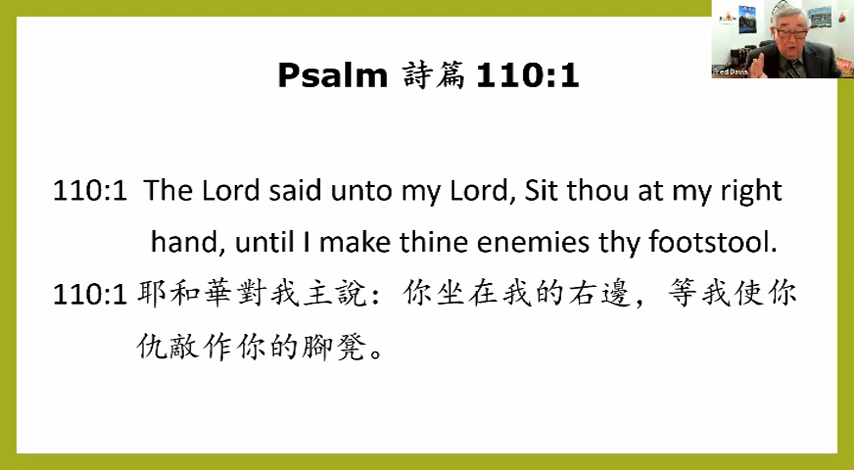 Psalm 詩篇 110:1
Fred Davis
110:1 The Lord said unto my Lord, Sit thou at my right
hand, until I make thine enemies thy footstool.
110:1 耶和華對我主說：你坐在我的右邊，等我使你
仇敵作你的腳凳。